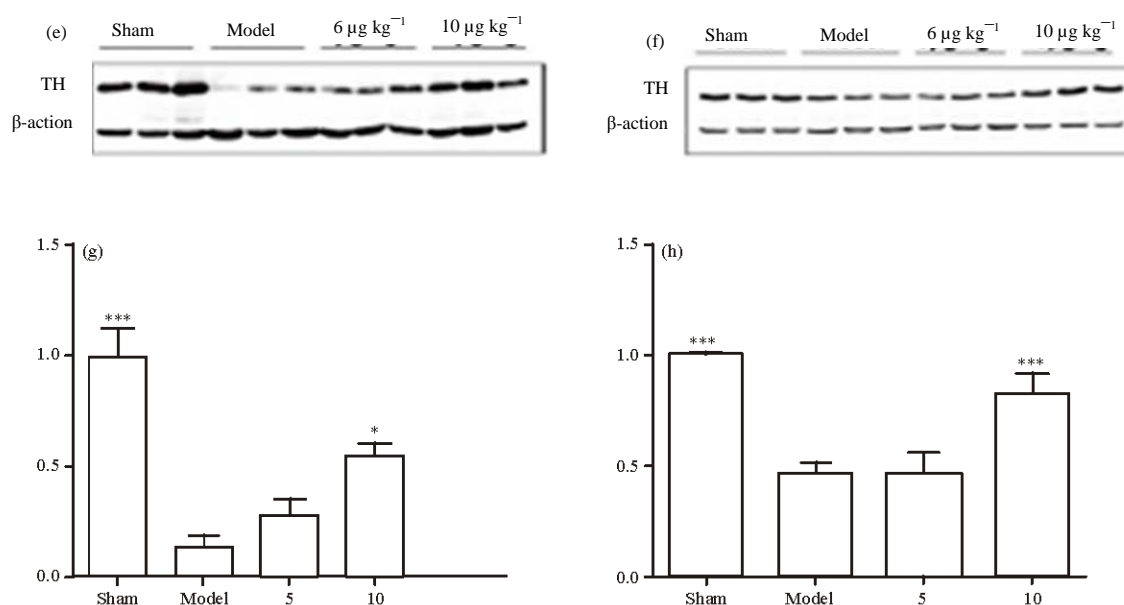 (e) Sham Model 6 µg kg⁻¹ 10 µg kg⁻¹
TH
β-action
(f) Sham Model 6 µg kg⁻¹ 10 µg kg⁻¹
TH
β-action
(g)
1.5
1.0
0.5
0.0
***
*
Sham Model 5 10
(h)
1.5
1.0
0.5
0.0
***
***
Sham Model 5 10